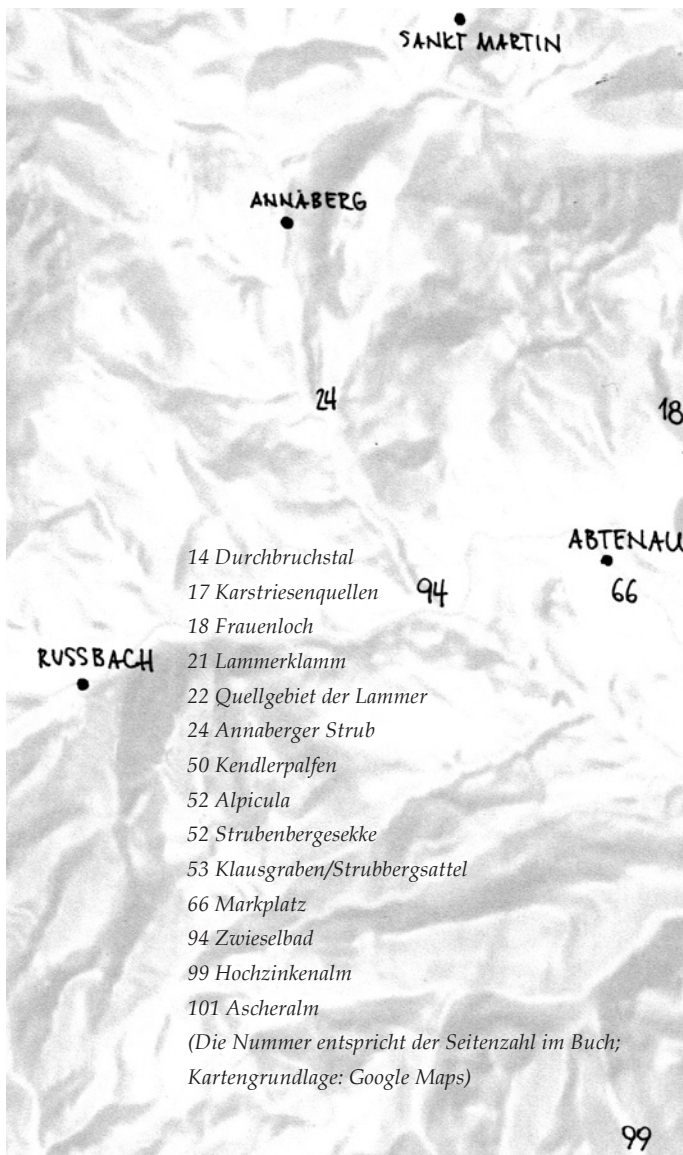 SANKT MARTIN
ANNABERG
24
18
ABTENAU
94
66
RUSSBACH
14 Durchbruchstal
17 Karstriesenquellen
18 Frauenloch
21 Lammerklamm
22 Quellgebiet der Lammer
24 Annaberger Strub
50 Kendlerpalfen
52 Alpicula
52 Strubenbergesekke
53 Klausgraben/Strubbergsattel
66 Markplatz
94 Zwieselbad
99 Hochzinkenalm
101 Ascheralm
(Die Nummer entspricht der Seitenzahl im Buch;
Kartengrundlage: Google Maps)
99